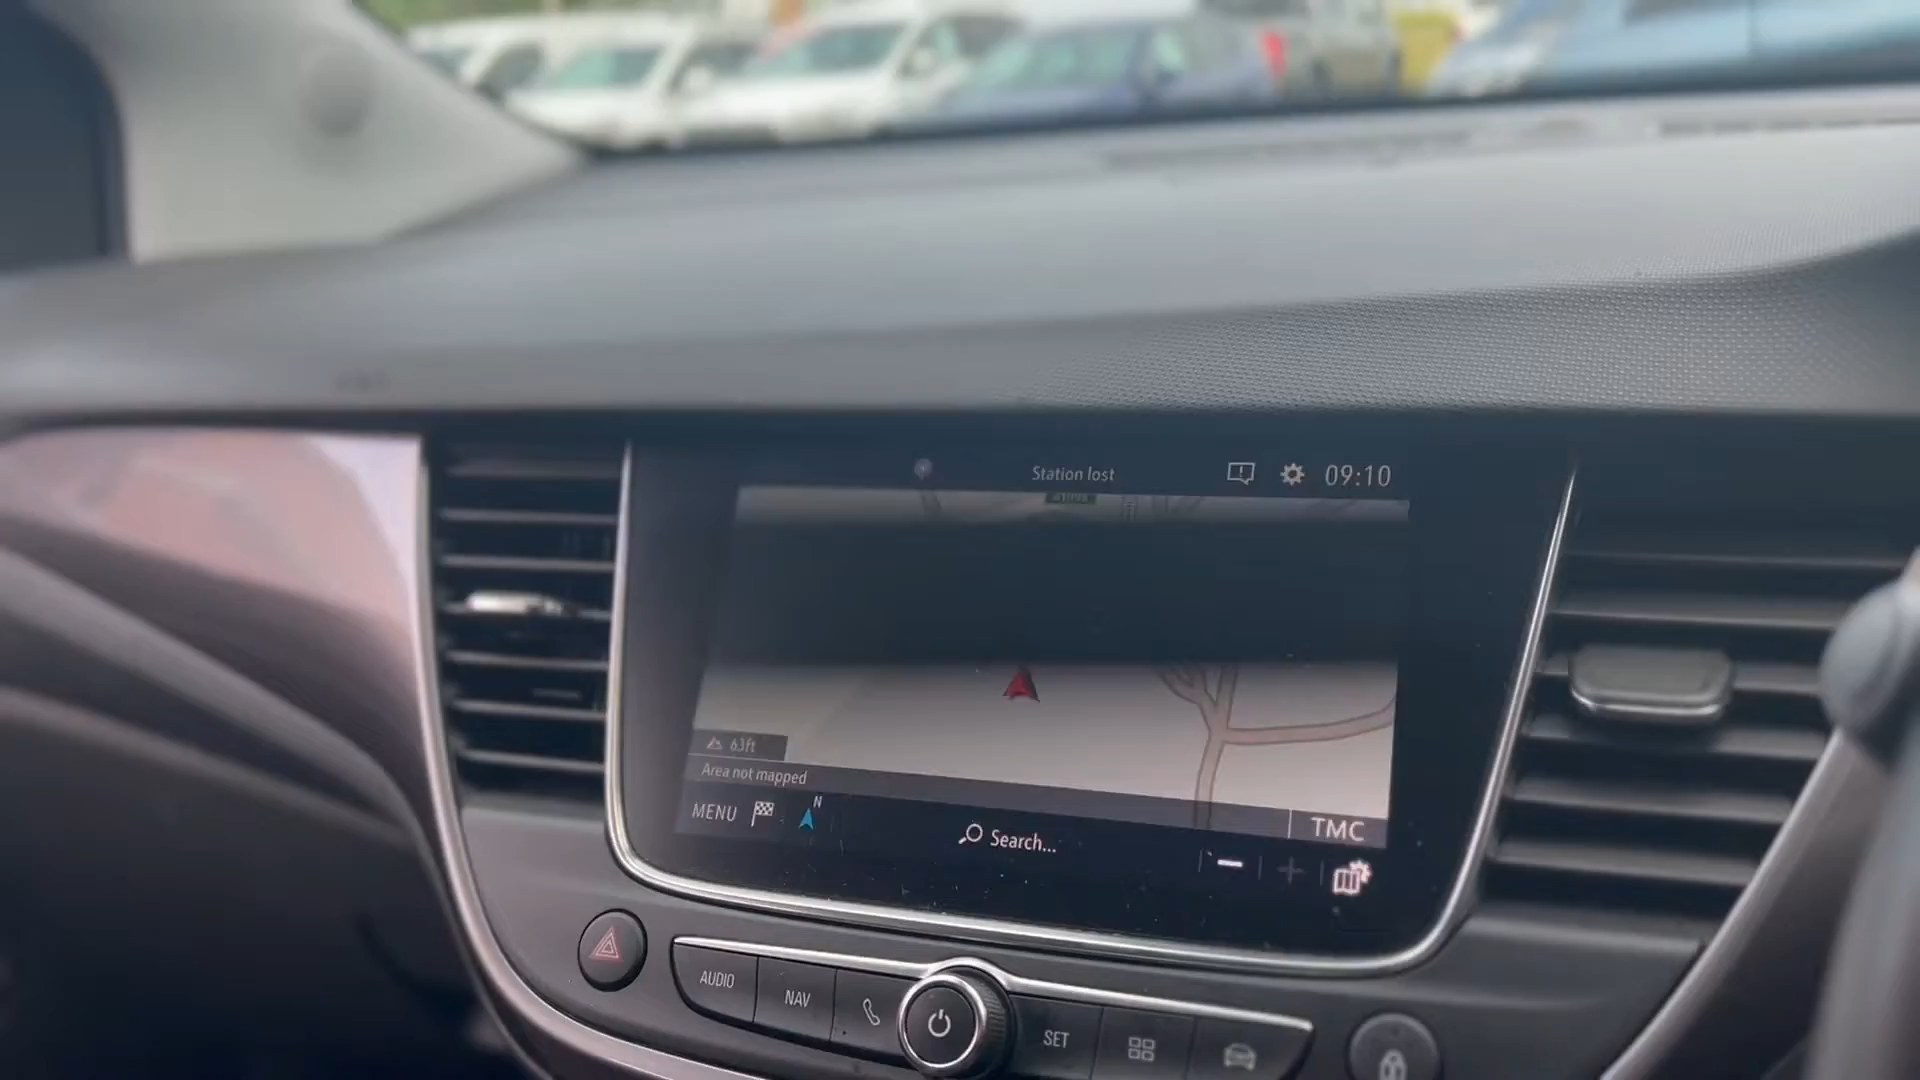 Station lost
09:10
63ft
Area not mapped
MENU
N
Search...
TMC
AUDIO
NAV
SET